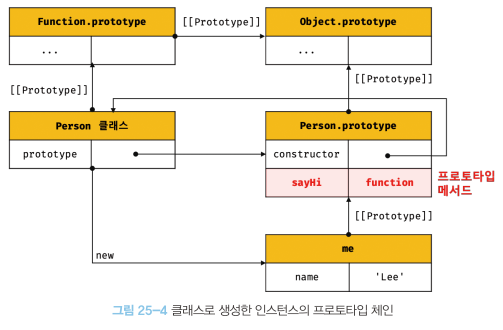 Function.prototype
[[Prototype]]
Object.prototype
...
...
[[Prototype]]
[[Prototype]]
Person 클래스
Person.prototype
prototype
constructor
sayHi
function
프로토타입
메서드
[[Prototype]]
new
me
name
'Lee'
그림 25-4 클래스로 생성한 인스턴스의 프로토타입 체인